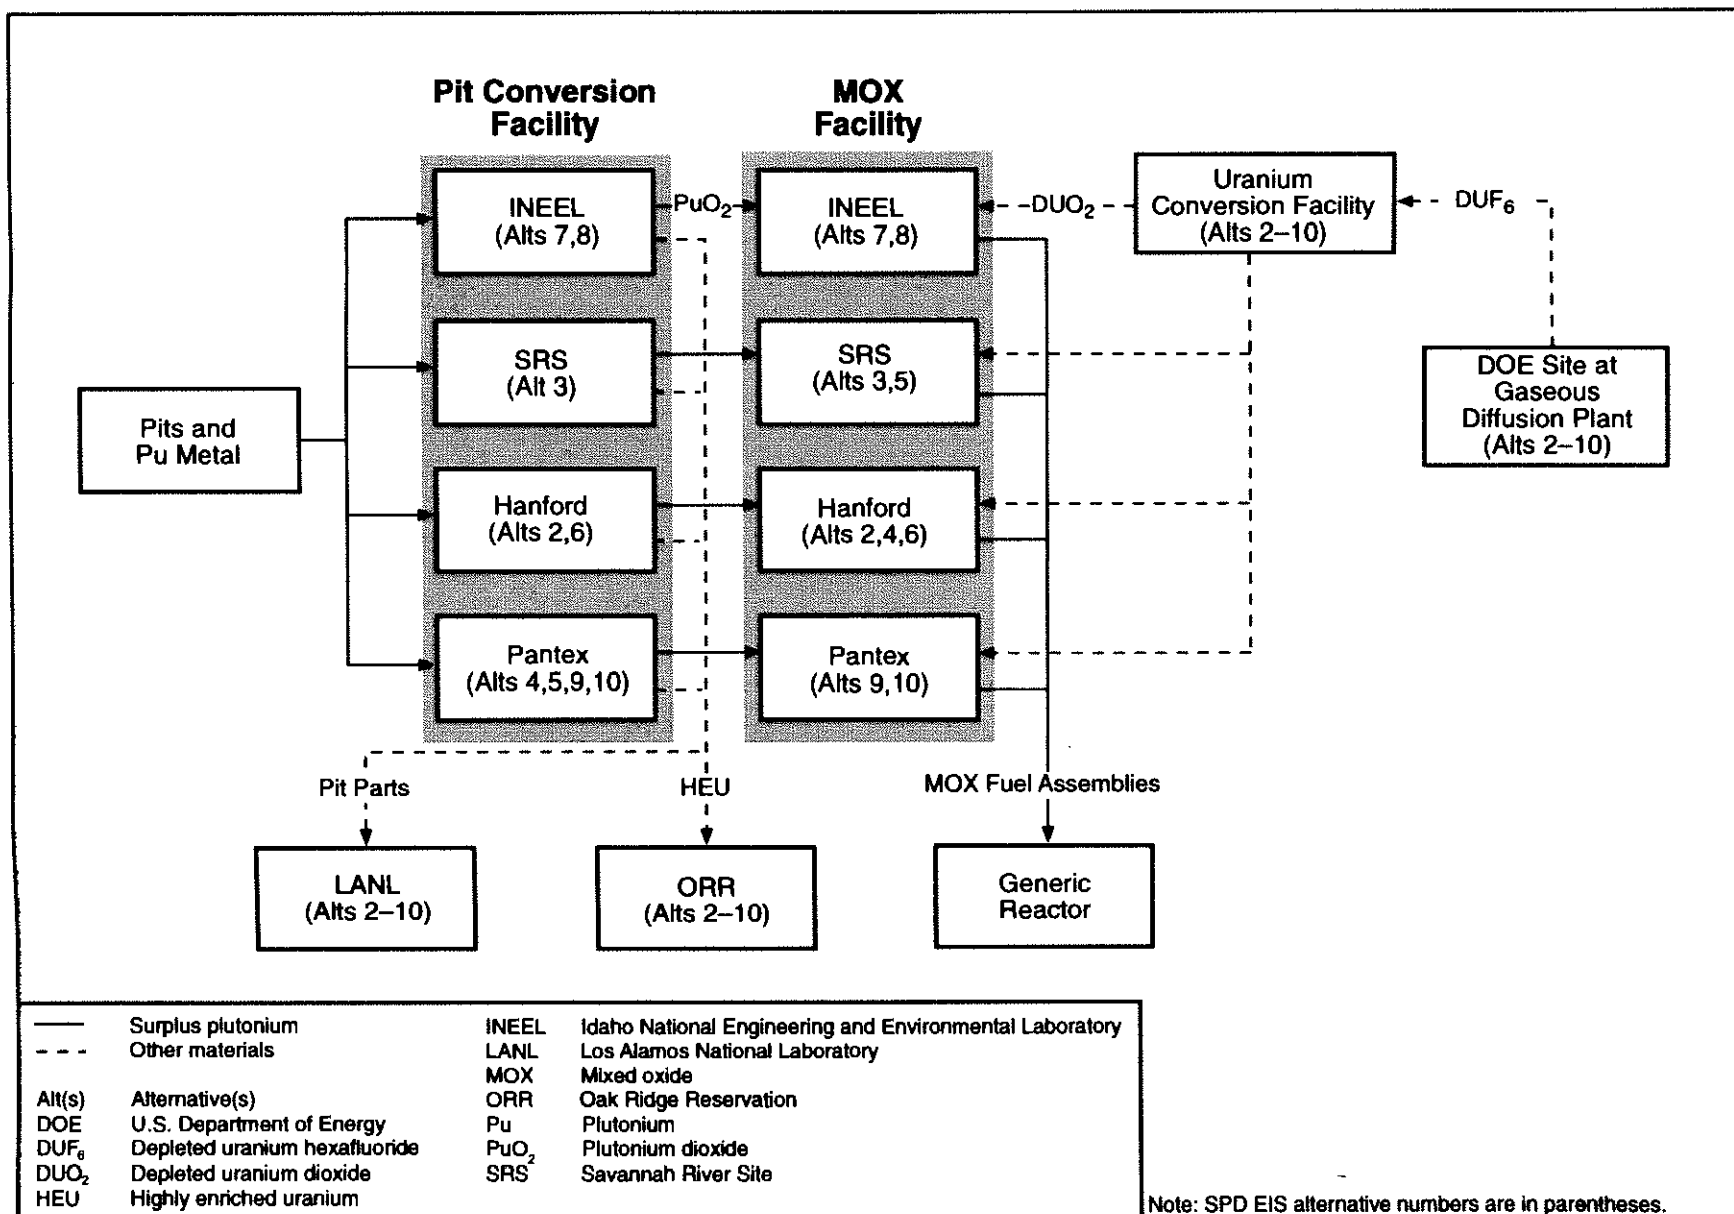 Pit Conversion
Facility
MOX
Facility
INEEL
(Alts 7,8)
PuO₂
INEEL
(Alts 7,8)
DUO₂
Uranium
Conversion Facility
(Alts 2–10)
DUF₆
SRS
(Alt 3)
SRS
(Alts 3,5)
DOE Site at
Gaseous
Diffusion Plant
(Alts 2–10)
Pits and
Pu Metal
Hanford
(Alts 2,6)
Hanford
(Alts 2,4,6)
Pantex
(Alts 4,5,9,10)
Pantex
(Alts 9,10)
Pit Parts
HEU
MOX Fuel Assemblies
LANL
(Alts 2–10)
ORR
(Alts 2–10)
Generic
Reactor
Surplus plutonium
Other materials
Alt(s) Alternative(s)
DOE U.S. Department of Energy
DUF₆ Depleted uranium hexafluoride
DUO₂ Depleted uranium dioxide
HEU Highly enriched uranium
INEEL Idaho National Engineering and Environmental Laboratory
LANL Los Alamos National Laboratory
MOX Mixed oxide
ORR Oak Ridge Reservation
Pu Plutonium
PuO₂ Plutonium dioxide
SRS Savannah River Site
Note: SPD EIS alternative numbers are in parentheses.